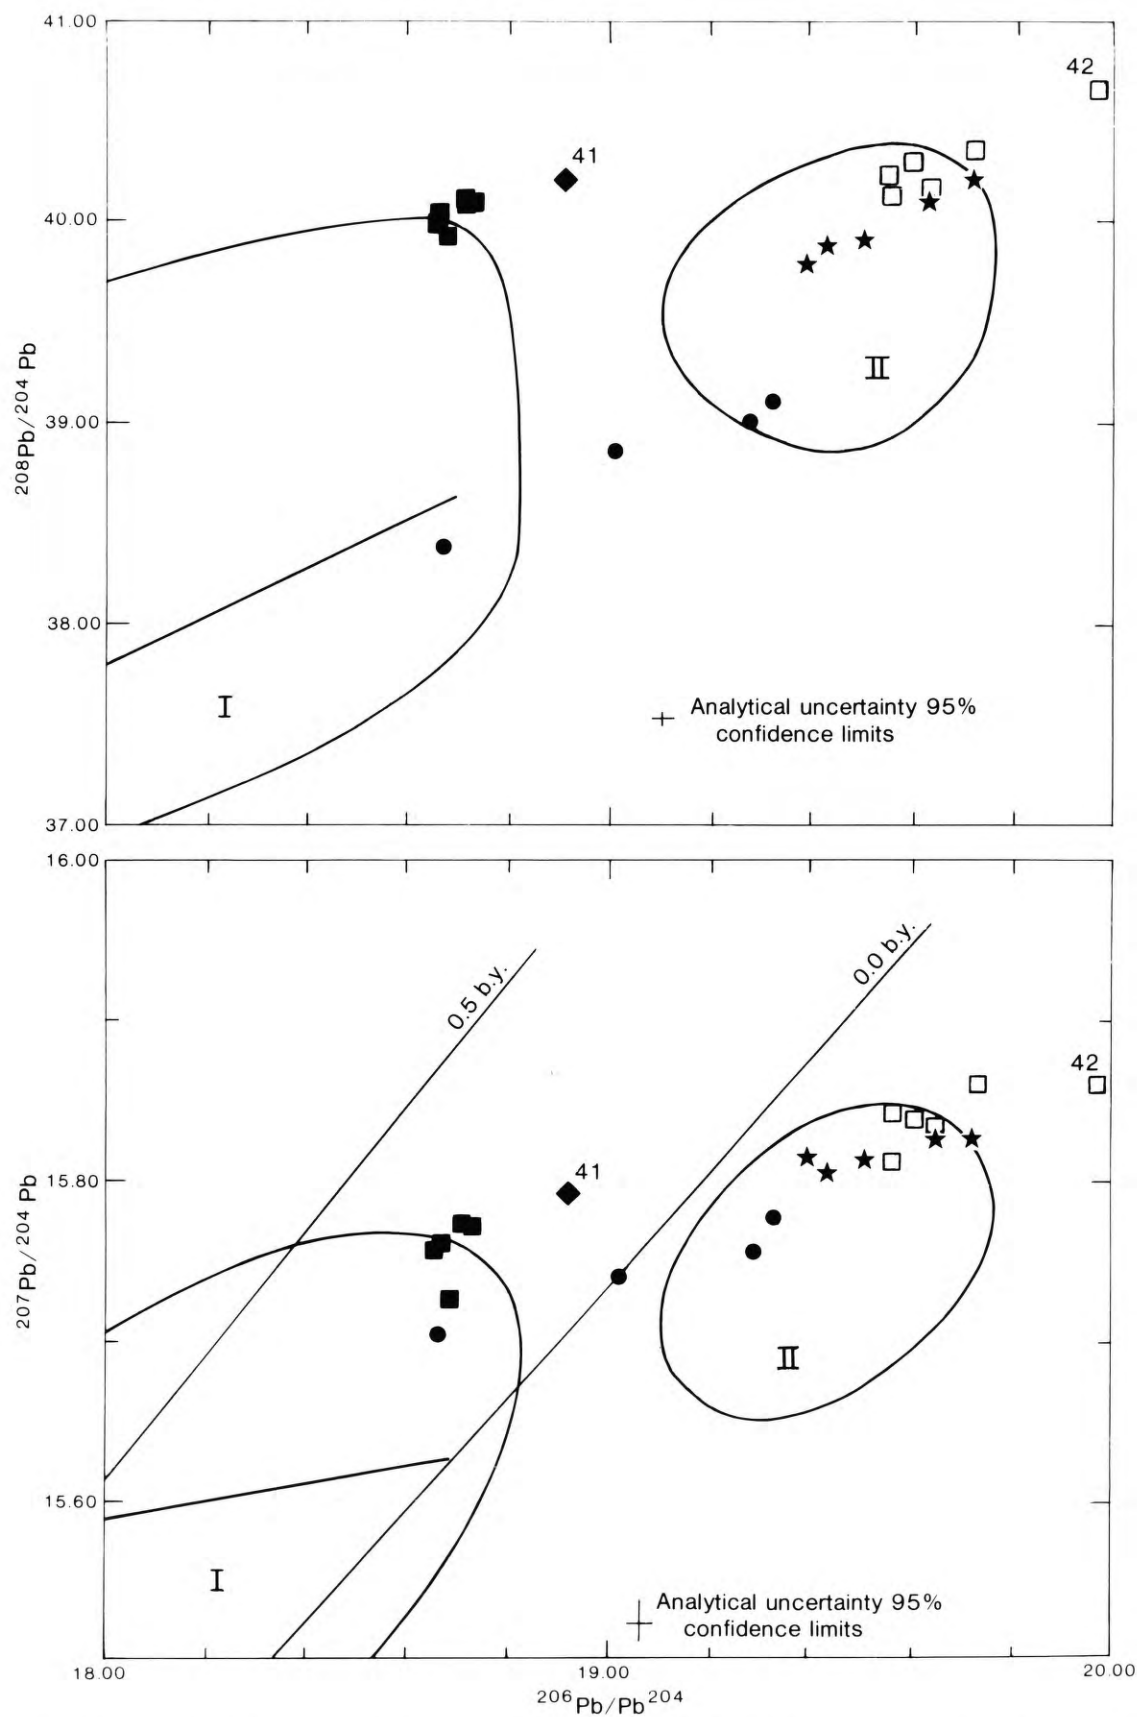 41.00
42
41
40.00
²⁰⁸Pb/²⁰⁴ Pb
II
39.00
38.00
I
Analytical uncertainty 95%
confidence limits
37.00
16.00
0.5 b.y.
0.0 b.y.
42
41
15.80
²⁰⁷Pb/²⁰⁴ Pb
II
15.60
I
Analytical uncertainty 95%
confidence limits
18.00 19.00 20.00
²⁰⁶Pb/Pb²⁰⁴